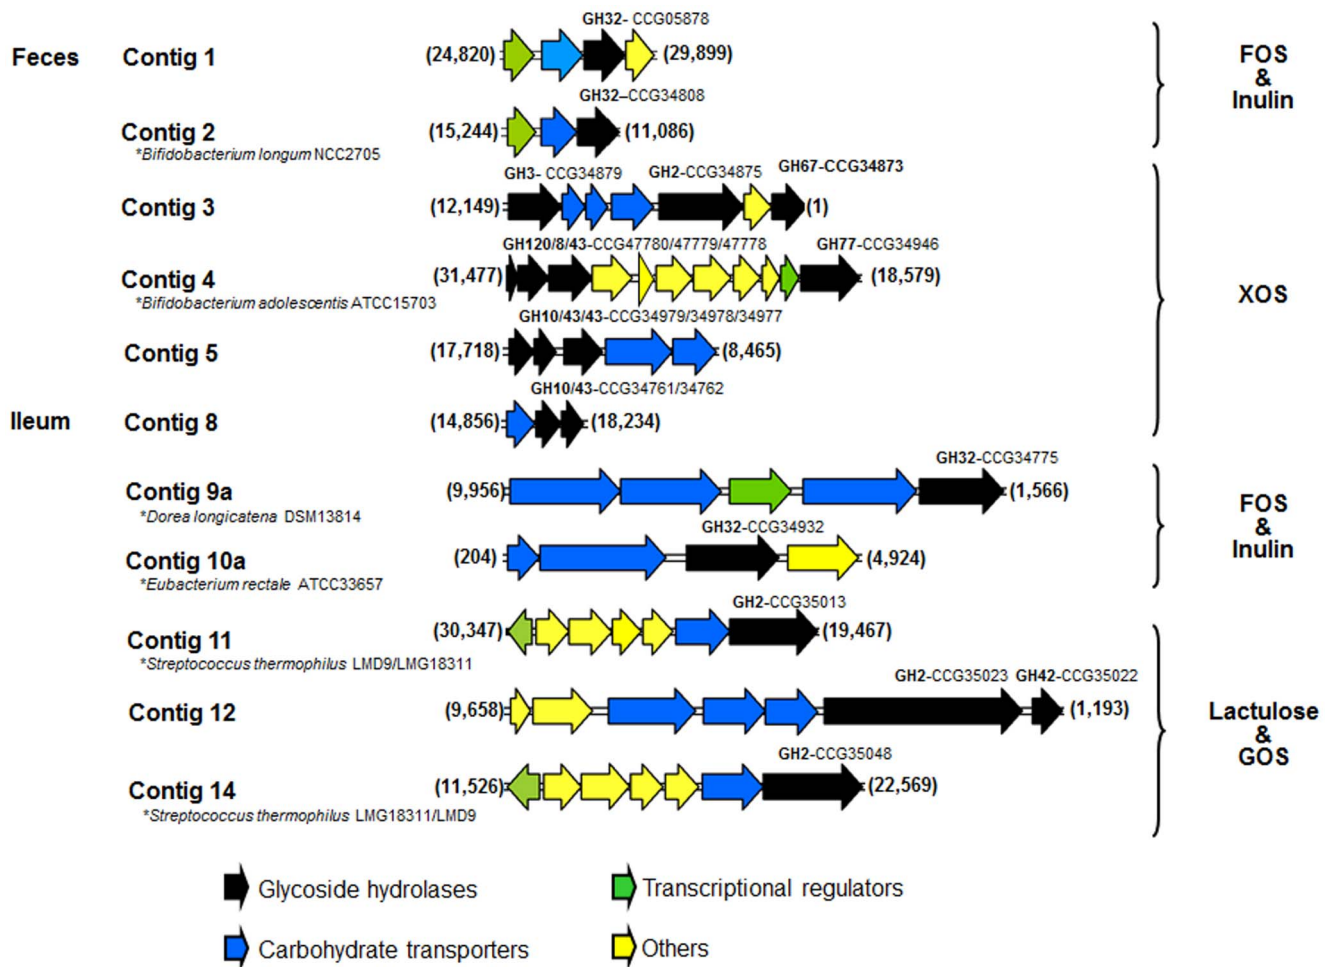 GH32- CCG05878
Feces Contig 1 (24,820) (29,899) FOS & Inulin
GH32–CCG34808
Contig 2 (15,244) (11,086)
*Bifidobacterium longum NCC2705
GH3- CCG34879 GH2-CCG34875 GH67-CCG34873
Contig 3 (12,149) (1)
GH120/8/43-CCG47780/47779/47778 GH77-CCG34946
Contig 4 (31,477) (18,579) XOS
*Bifidobacterium adolescentis ATCC15703
GH10/43/43-CCG34979/34978/34977
Contig 5 (17,718) (8,465)
GH10/43-CCG34761/34762
Ileum Contig 8 (14,856) (18,234)
GH32-CCG34775
Contig 9a (9,956) (1,566) FOS & Inulin
*Dorea longicatena DSM13814
GH32-CCG34932
Contig 10a (204) (4,924)
*Eubacterium rectale ATCC33657
GH2-CCG35013
Contig 11 (30,347) (19,467)
*Streptococcus thermophilus LMD9/LMG18311
GH2-CCG35023 GH42-CCG35022
Contig 12 (9,658) (1,193) Lactulose & GOS
GH2-CCG35048
Contig 14 (11,526) (22,569)
*Streptococcus thermophilus LMG18311/LMD9
Glycoside hydrolases Transcriptional regulators
Carbohydrate transporters Others